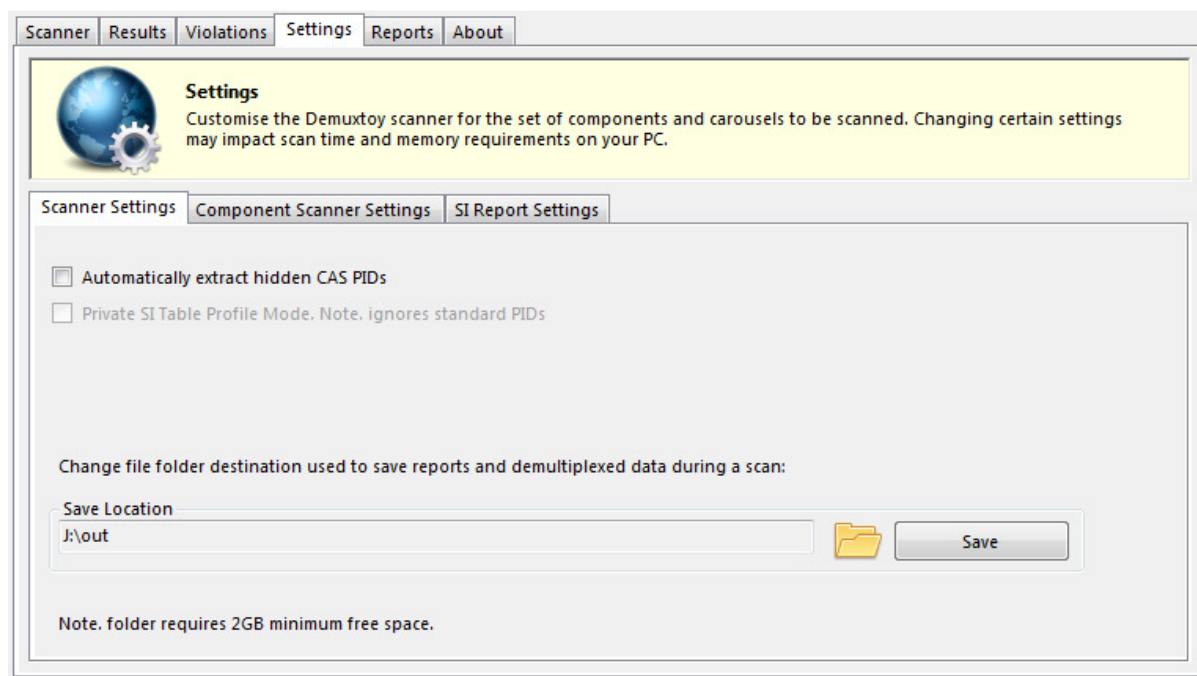 Scanner Results Violations Settings Reports About
Settings
Customise the Demuxtoy scanner for the set of components and carousels to be scanned. Changing certain settings
may impact scan time and memory requirements on your PC.
Scanner Settings Component Scanner Settings SI Report Settings
Automatically extract hidden CAS PIDs
Private SI Table Profile Mode. Note. ignores standard PIDs
Change file folder destination used to save reports and demultiplexed data during a scan:
Save Location
J:\out
Save
Note. folder requires 2GB minimum free space.